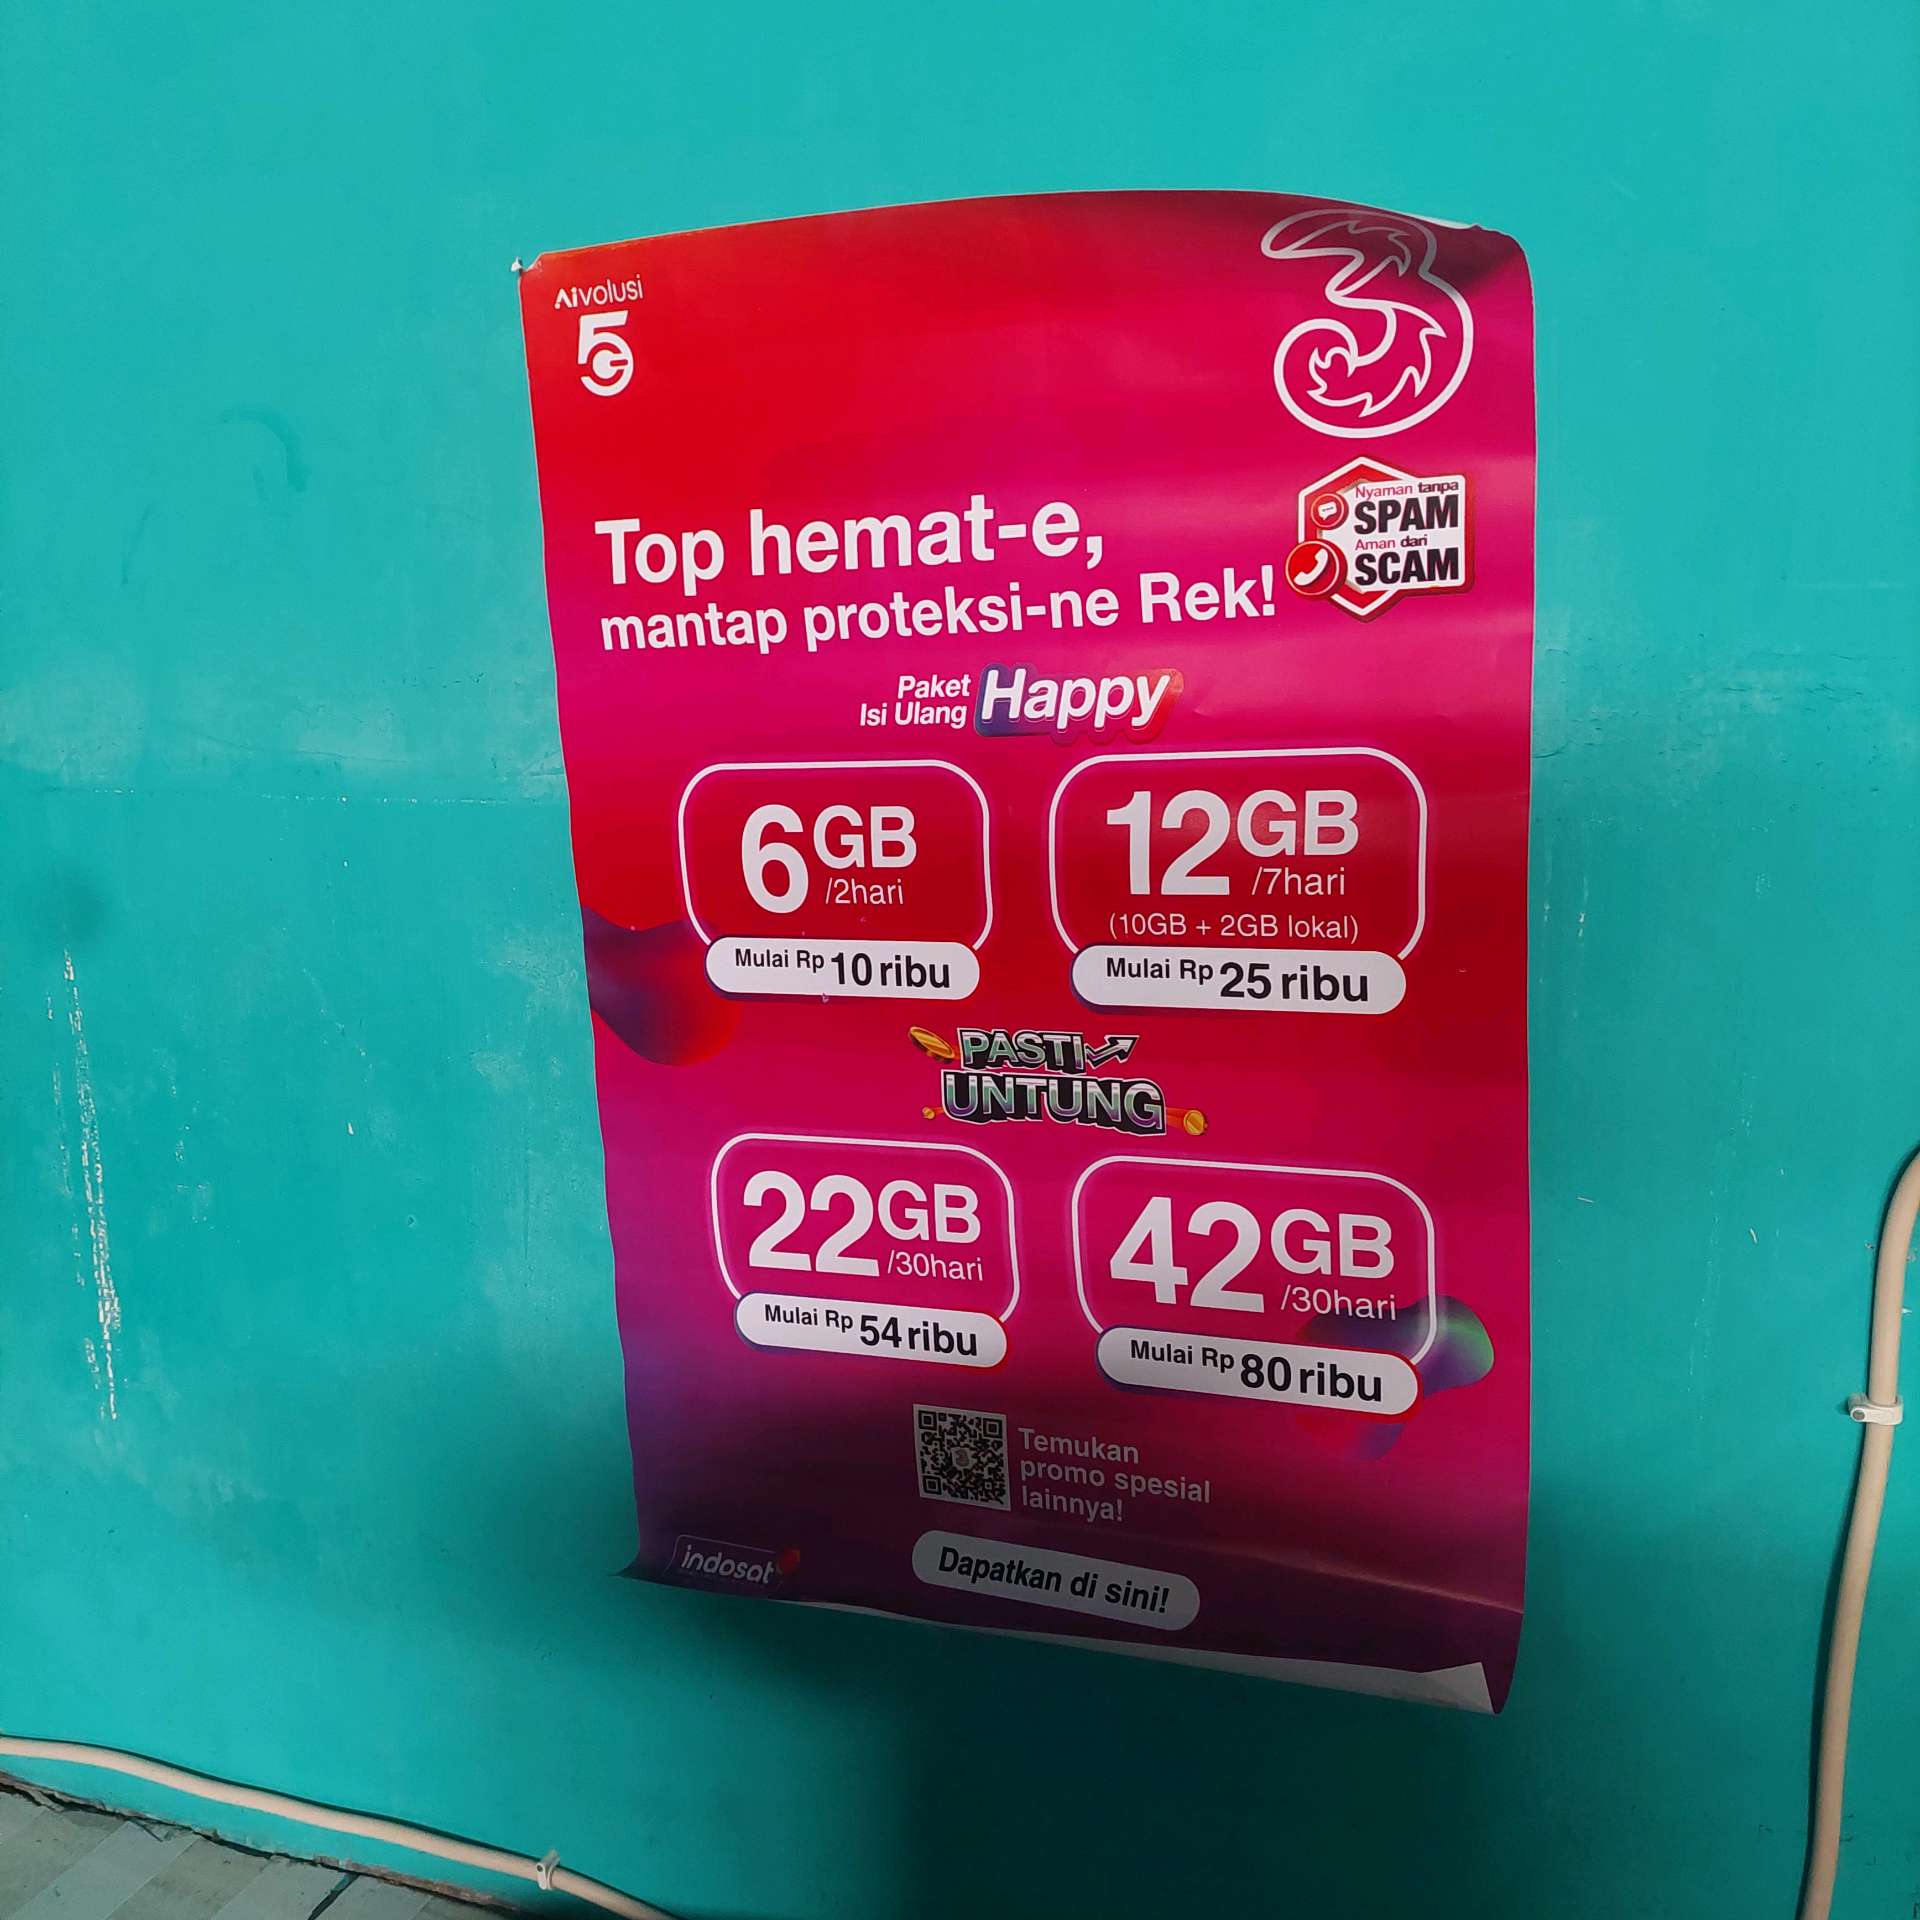 Aivolusi
5G
Nyaman tanpa
SPAM
Aman dari
SCAM
Top hemat-e,
mantap proteksi-ne Rek!
Paket
Isi Ulang
Happy
6GB
/2hari
Mulai Rp 10 ribu
12GB
/7hari
(10GB + 2GB lokal)
Mulai Rp 25 ribu
PASTI
UNTUNG
22GB
/30hari
Mulai Rp 54 ribu
42GB
/30hari
Mulai Rp 80 ribu
Temukan
promo spesial
lainnya!
indosat
Dapatkan di sini!